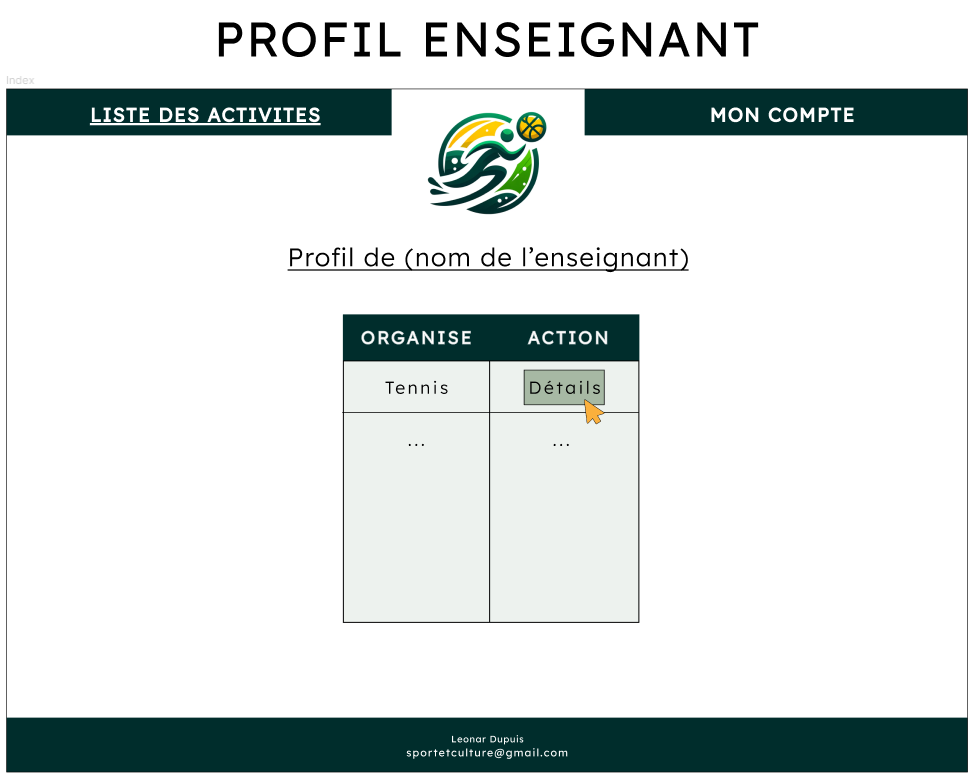 PROFIL ENSEIGNANT
Index
LISTE DES ACTIVITES
MON COMPTE
Profil de (nom de l’enseignant)
ORGANISE ACTION
Tennis Détails
... ...
Leonar Dupuis
sportetculture@gmail.com